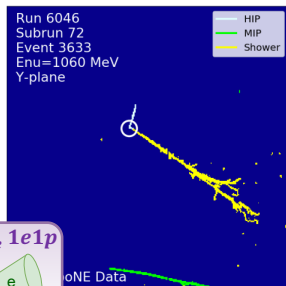 Run 6046
Subrun 72
Event 3633
Enu=1060 MeV
Y-plane
HIP
MIP
Shower
1e1p
e
oNE Data